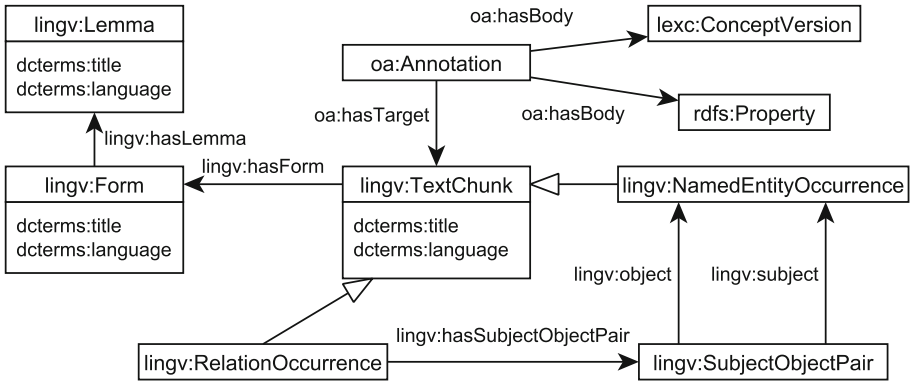 lingv:Lemma
dcterms:title
dcterms:language
oa:hasBody
lexc:ConceptVersion
oa:Annotation
oa:hasTarget
oa:hasBody
rdfs:Property
lingv:hasLemma
lingv:hasForm
lingv:Form
dcterms:title
dcterms:language
lingv:TextChunk
dcterms:title
dcterms:language
lingv:NamedEntityOccurrence
lingv:object
lingv:subject
lingv:hasSubjectObjectPair
lingv:RelationOccurrence
lingv:SubjectObjectPair